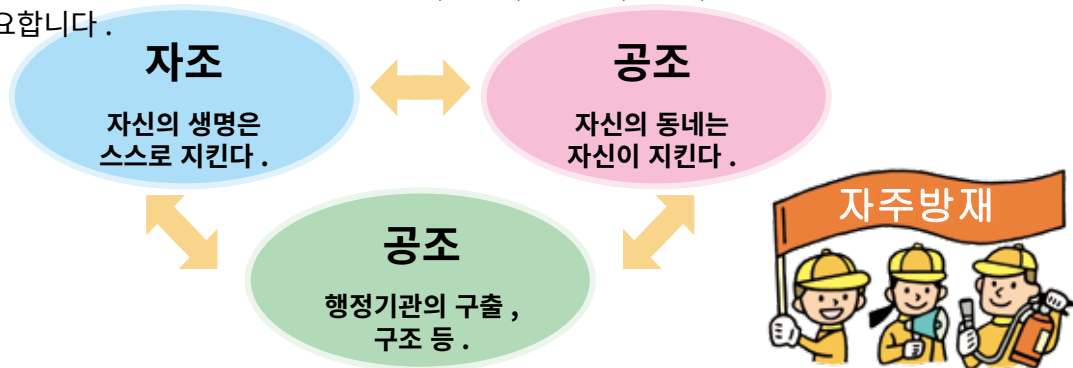 요합니다 .
자조
자신의 생명은
스스로 지킨다 .
공조
자신의 동네는
자신이 지킨다 .
공조
행정기관의 구출 ,
구조 등 .
자주방재